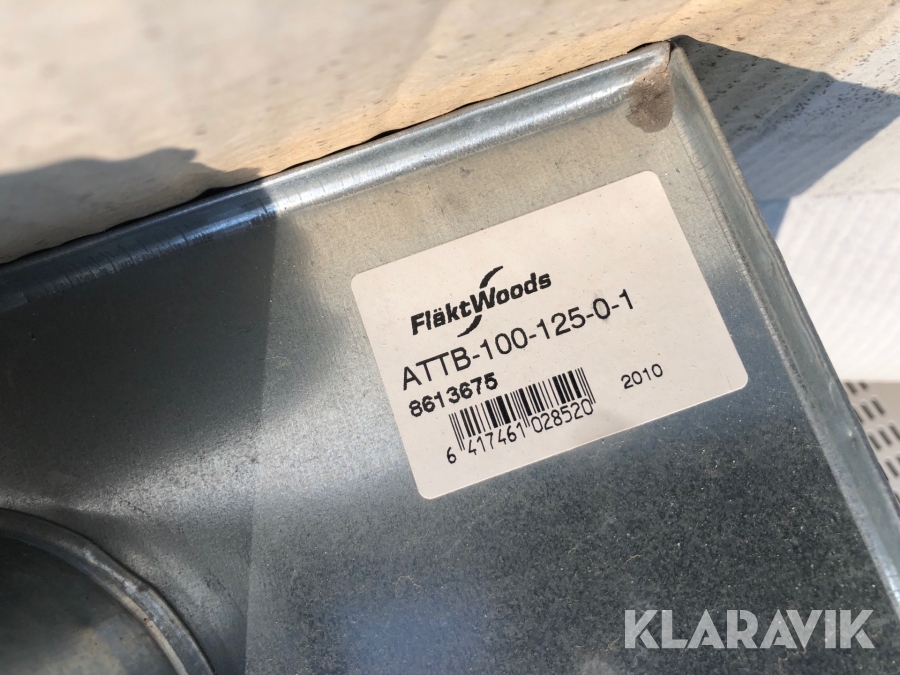 FläktWoods
ATTB-100-125-0-1
8613675
2010
6 417461 028520
KLARAVIK